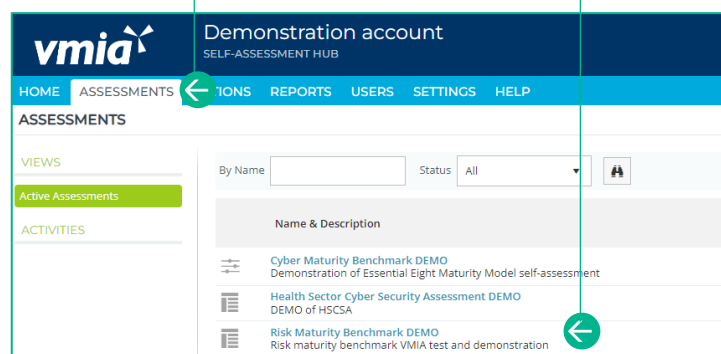 vmia
Demonstration account
SELF-ASSESSMENT HUB
HOME ASSESSMENTS REPORTS USERS SETTINGS HELP
ASSESSMENTS
VIEWS
Active Assessments
ACTIVITIES
By Name Status All
Name & Description
Cyber Maturity Benchmark DEMO
Demonstration of Essential Eight Maturity Model self-assessment
Health Sector Cyber Security Assessment DEMO
DEMO of HSCSA
Risk Maturity Benchmark DEMO
Risk maturity benchmark VMIA test and demonstration